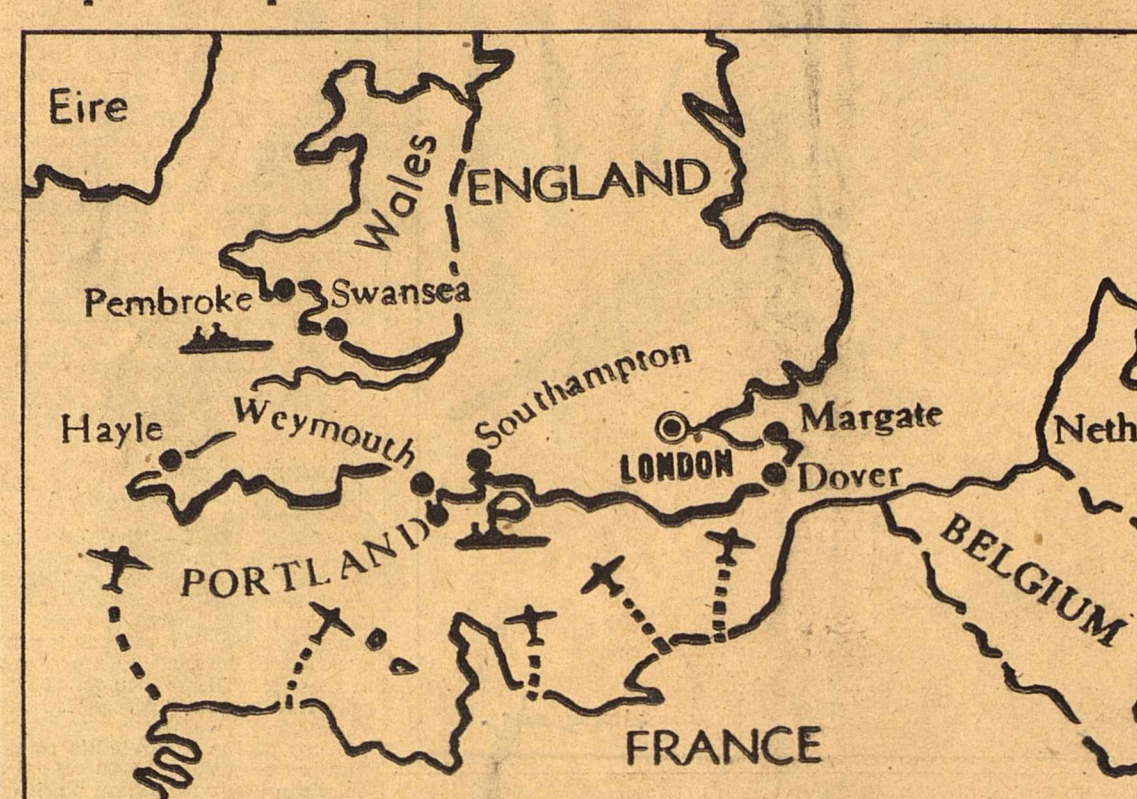 Eire
Wales
ENGLAND
Pembroke
Swansea
Southampton
Weymouth
Hayle
Margate
LONDON
Dover
Neth
PORTLAND
BELGIUM
FRANCE